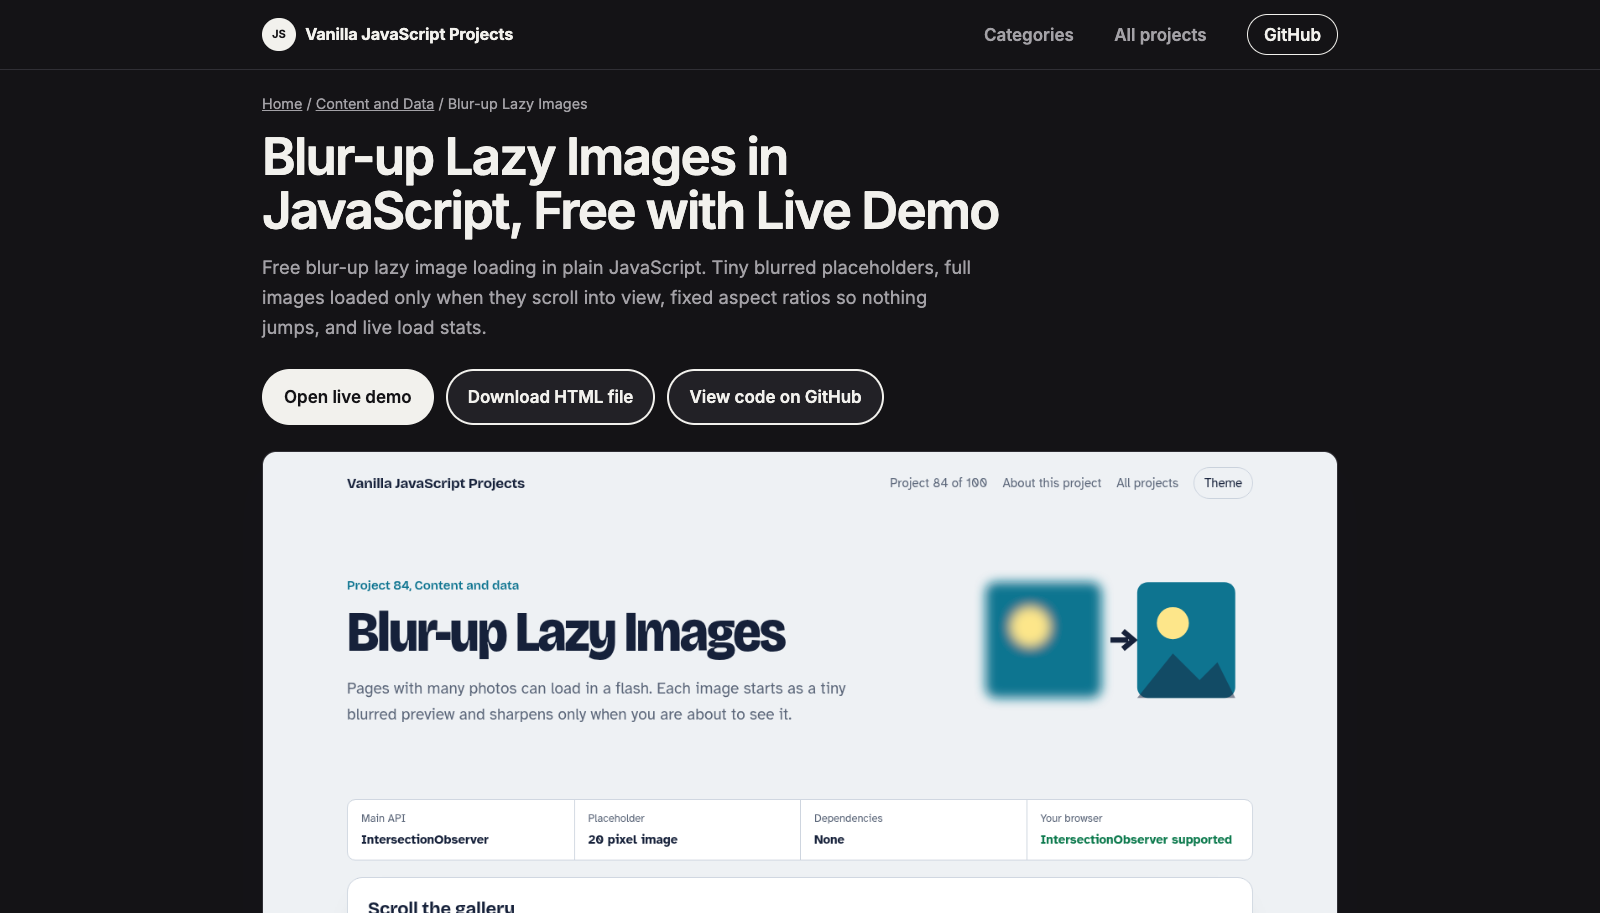 JS Vanilla JavaScript Projects
Categories
All projects
GitHub
Home / Content and Data / Blur-up Lazy Images
Blur-up Lazy Images in
JavaScript, Free with Live Demo
Free blur-up lazy image loading in plain JavaScript. Tiny blurred placeholders, full
images loaded only when they scroll into view, fixed aspect ratios so nothing
jumps, and live load stats.
Open live demo
Download HTML file
View code on GitHub
Vanilla JavaScript Projects
Project 84 of 100
About this project
All projects
Theme
Project 84, Content and data
Blur-up Lazy Images
Pages with many photos can load in a flash. Each image starts as a tiny
blurred preview and sharpens only when you are about to see it.
Main API
IntersectionObserver
Placeholder
20 pixel image
Dependencies
None
Your browser
IntersectionObserver supported
Scroll the gallery